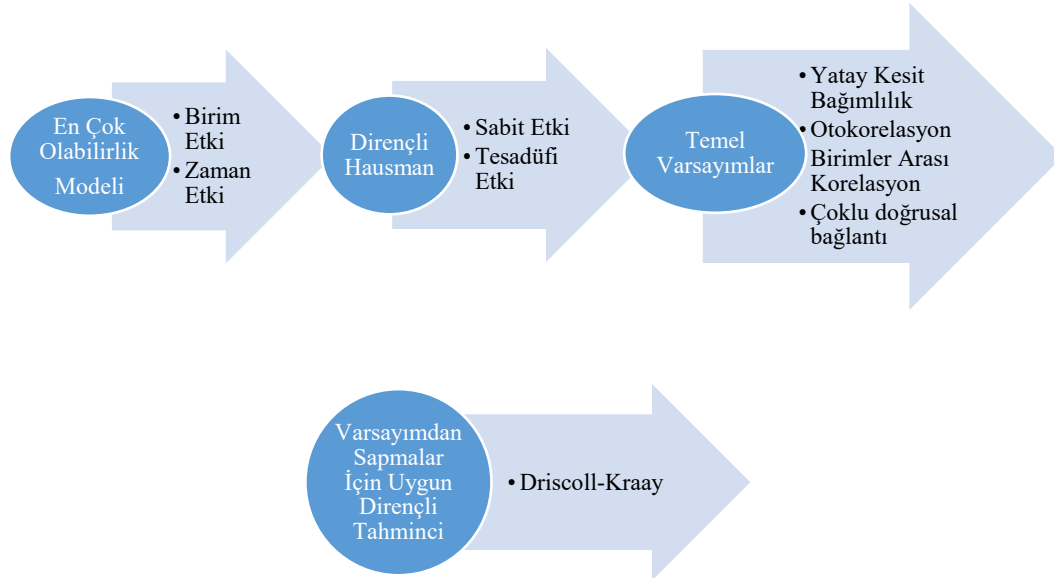 En Çok
Olabilirlik
Modeli
• Birim
Etki
• Zaman
Etki
Dirençli
Hausman
• Sabit Etki
• Tesadüfi
Etki
Temel
Varsayımlar
• Yatay Kesit
Bağımlılık
• Otokorelasyon
Birimler Arası
Korelasyon
• Çoklu doğrusal
bağlantı
Varsayımdan
Sapmalar
İçin Uygun
Dirençli
Tahminci
• Driscoll-Kraay